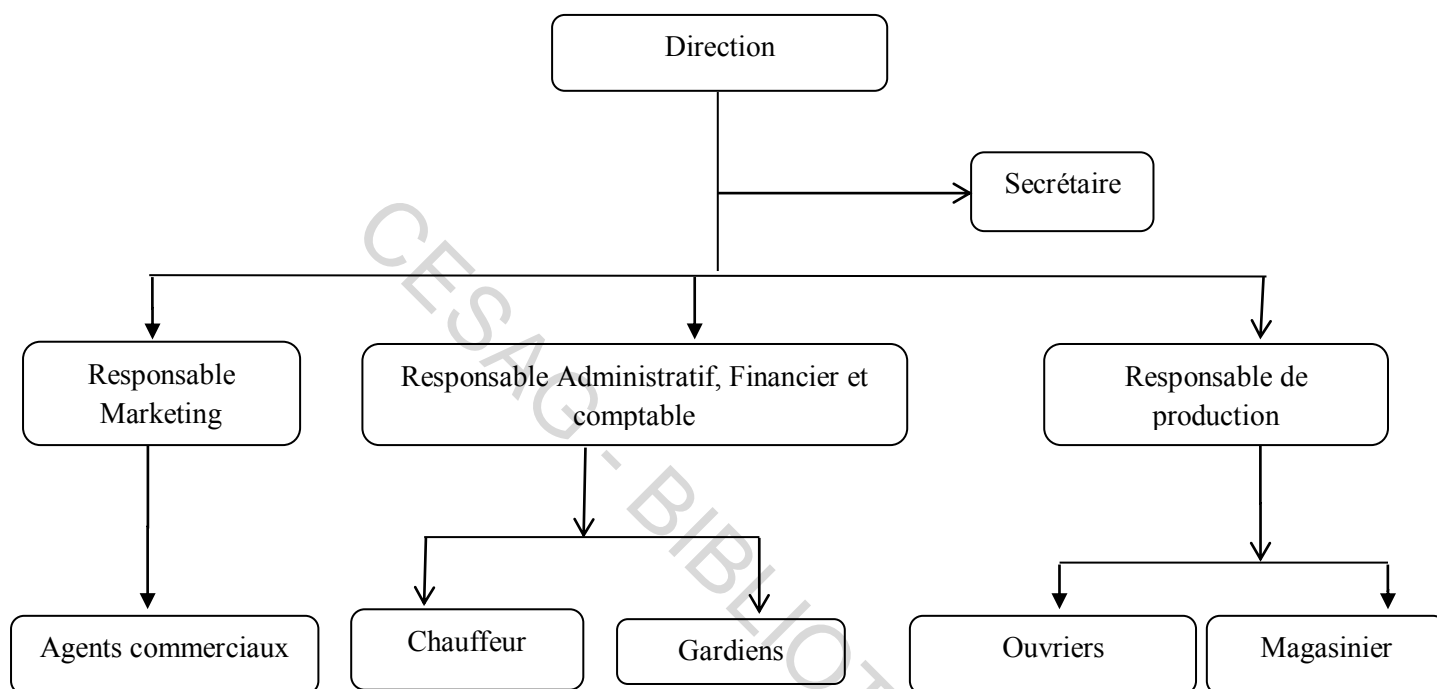 Direction
Secrétaire
Responsable
Marketing
Responsable Administratif, Financier et
comptable
Responsable de
production
Agents commerciaux
Chauffeur
Gardiens
Ouvriers
Magasinier
CESAG - BIBLIOT